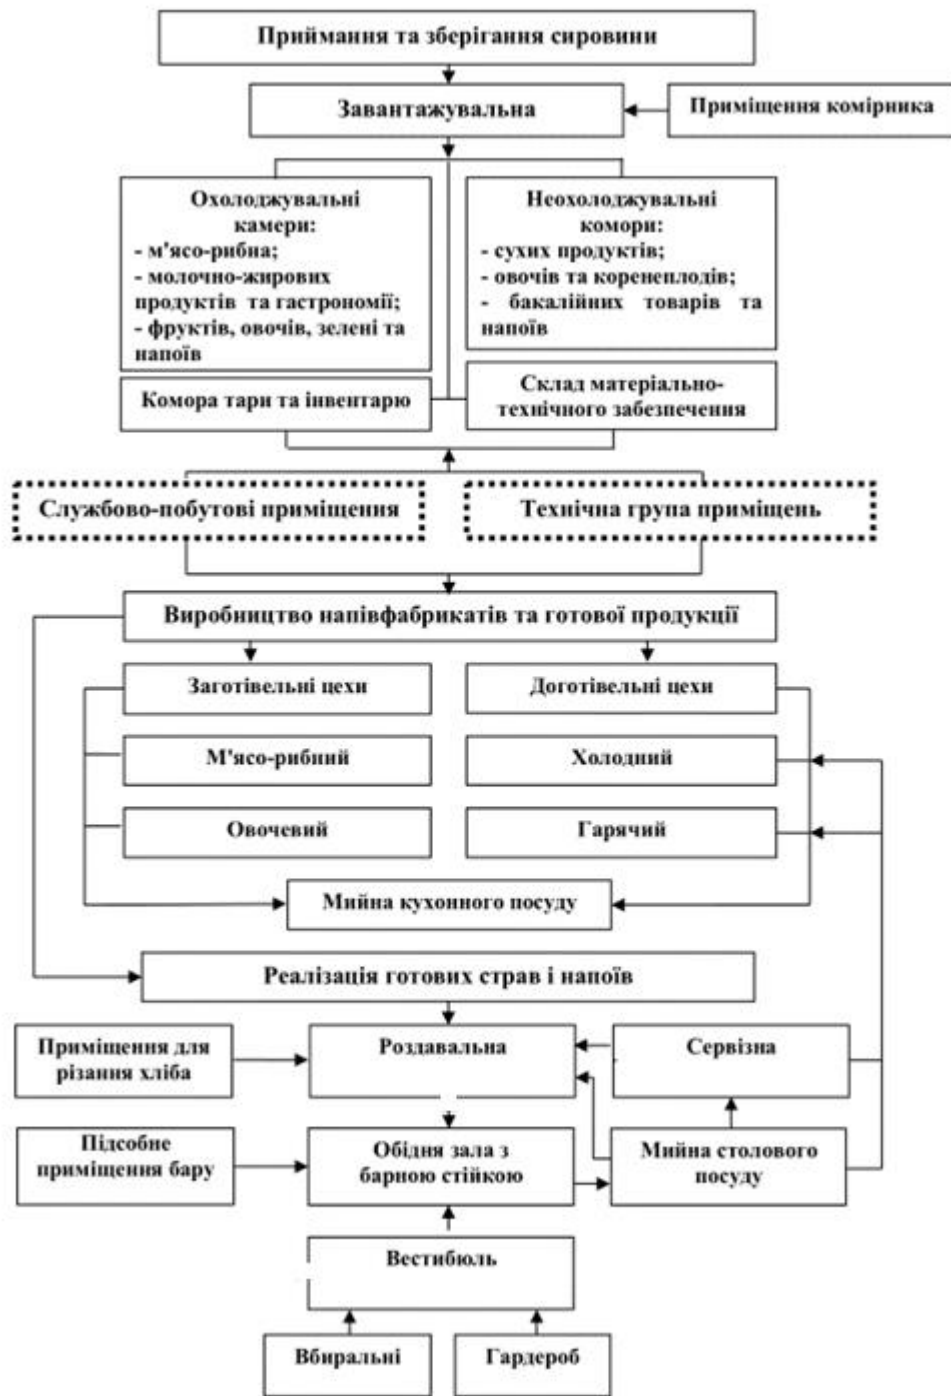 Приймання та зберігання сировини
Завантажувальна
Приміщення комірника
Охолоджувальні
камери:
- м'ясо-рибна;
- молочно-жирових
продуктів та гастрономії;
- фруктів, овочів, зелені та
напоїв
Неохолоджувальні
комори:
- сухих продуктів;
- овочів та коренеплодів;
- бакалійних товарів та
напоїв
Комора тари та інвентарю
Склад матеріально-
технічного забезпечення
Службово-побутові приміщення
Технічна група приміщень
Виробництво напівфабрикатів та готової продукції
Заготівельні цехи
Доготівельні цехи
М'ясо-рибний
Холодний
Овочевий
Гарячий
Мийна кухонного посуду
Реалізація готових страв і напоїв
Приміщення для
різання хліба
Роздавальна
Сервізна
Підсобне
приміщення бару
Обідня зала з
барною стійкою
Мийна столового
посуду
Вестибюль
Вбиральні
Гардероб